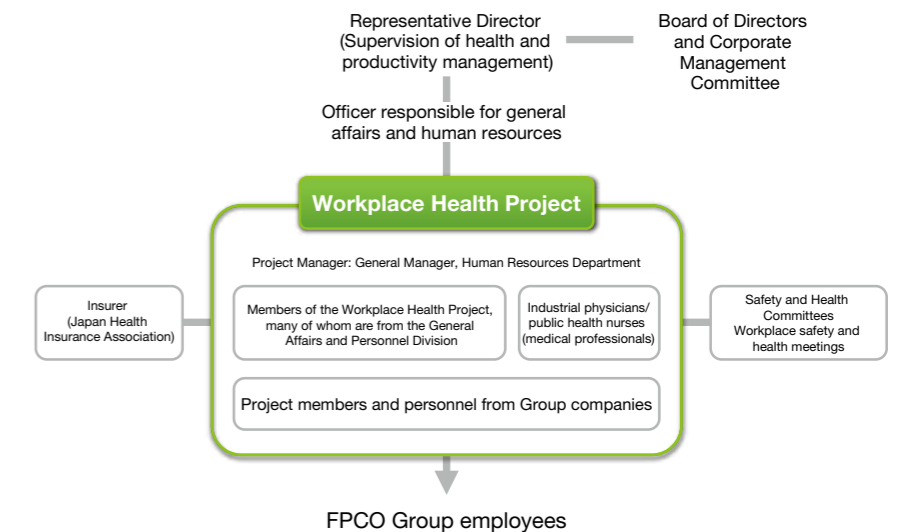 Representative Director
(Supervision of health and
productivity management)
Board of Directors
and Corporate
Management
Committee
Officer responsible for general
affairs and human resources
Workplace Health Project
Project Manager: General Manager, Human Resources Department
Insurer
(Japan Health
Insurance Association)
Members of the Workplace Health Project,
many of whom are from the General
Affairs and Personnel Division
Industrial physicians/
public health nurses
(medical professionals)
Safety and Health
Committees
Workplace safety and
health meetings
Project members and personnel from Group companies
FPCO Group employees